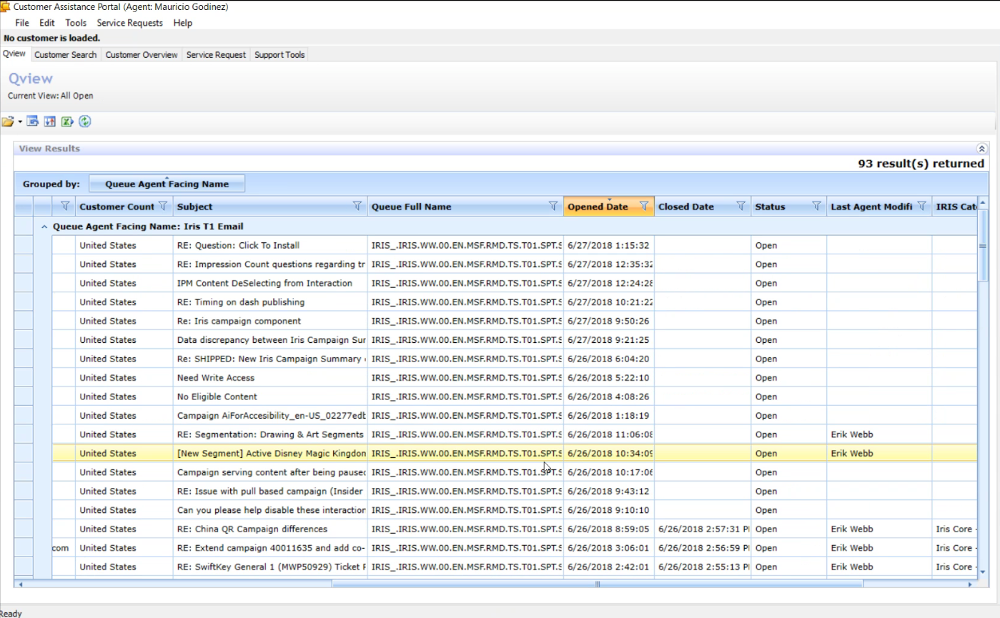 Customer Assistance Portal (Agent: Mauricio Godinez)
File Edit Tools Service Requests Help
No customer is loaded.
Qview Customer Search Customer Overview Service Request Support Tools
Qview
Current View: All Open
View Results
93 result(s) returned
Grouped by: Queue Agent Facing Name
Customer Count Subject Queue Full Name Opened Date Closed Date Status Last Agent Modifi IRIS Cat
Queue Agent Facing Name: Iris T1 Email
United States RE: Question: Click To Install IRIS_.IRIS.WW.00.EN.MSF.RMD.TS.T01.SPT.S 6/27/2018 1:15:32 Open
United States RE: Impression Count questions regarding tr IRIS_.IRIS.WW.00.EN.MSF.RMD.TS.T01.SPT.S 6/27/2018 12:35:32 Open
United States IPM Content DeSelecting from Interaction IRIS_.IRIS.WW.00.EN.MSF.RMD.TS.T01.SPT.S 6/27/2018 12:24:28 Open
United States RE: Timing on dash publishing IRIS_.IRIS.WW.00.EN.MSF.RMD.TS.T01.SPT.S 6/27/2018 10:21:22 Open
United States Re: Iris campaign component IRIS_.IRIS.WW.00.EN.MSF.RMD.TS.T01.SPT.S 6/27/2018 9:50:26 Open
United States Data discrepancy between Iris Campaign Sur IRIS_.IRIS.WW.00.EN.MSF.RMD.TS.T01.SPT.S 6/27/2018 9:21:25 Open
United States Re: SHIPPED: New Iris Campaign Summary IRIS_.IRIS.WW.00.EN.MSF.RMD.TS.T01.SPT.S 6/26/2018 6:04:20 Open
United States Need Write Access IRIS_.IRIS.WW.00.EN.MSF.RMD.TS.T01.SPT.S 6/26/2018 5:22:10 Open
United States No Eligible Content IRIS_.IRIS.WW.00.EN.MSF.RMD.TS.T01.SPT.S 6/26/2018 4:08:26 Open
United States Campaign AiForAccesibility_en-US_02277edb IRIS_.IRIS.WW.00.EN.MSF.RMD.TS.T01.SPT.S 6/26/2018 1:18:19 Open
United States RE: Segmentation: Drawing & Art Segments IRIS_.IRIS.WW.00.EN.MSF.RMD.TS.T01.SPT.S 6/26/2018 11:06:08 Open Erik Webb
United States [New Segment] Active Disney Magic Kingdon IRIS_.IRIS.WW.00.EN.MSF.RMD.TS.T01.SPT.S 6/26/2018 10:34:09 Open Erik Webb
United States Campaign serving content after being paused IRIS_.IRIS.WW.00.EN.MSF.RMD.TS.T01.SPT.S 6/26/2018 10:17:06 Open
United States RE: Issue with pull based campaign (Insider IRIS_.IRIS.WW.00.EN.MSF.RMD.TS.T01.SPT.S 6/26/2018 9:43:12 Open
United States Can you please help disable these interaction IRIS_.IRIS.WW.00.EN.MSF.RMD.TS.T01.SPT.S 6/26/2018 9:10:10 Open
United States RE: China QR Campaign differences IRIS_.IRIS.WW.00.EN.MSF.RMD.TS.T01.SPT.S 6/26/2018 8:59:05 6/26/2018 2:57:31 P Open Erik Webb Iris Core -
com United States RE: Extend campaign 40011635 and add co- IRIS_.IRIS.WW.00.EN.MSF.RMD.TS.T01.SPT.S 6/26/2018 3:06:01 6/26/2018 2:56:59 P Open Erik Webb Iris Core -
United States RE: SwiftKey General 1 (MWP50929) Ticket F IRIS_.IRIS.WW.00.EN.MSF.RMD.TS.T01.SPT.S 6/26/2018 2:42:01 6/26/2018 2:55:13 P Open Erik Webb Iris Core -
Ready